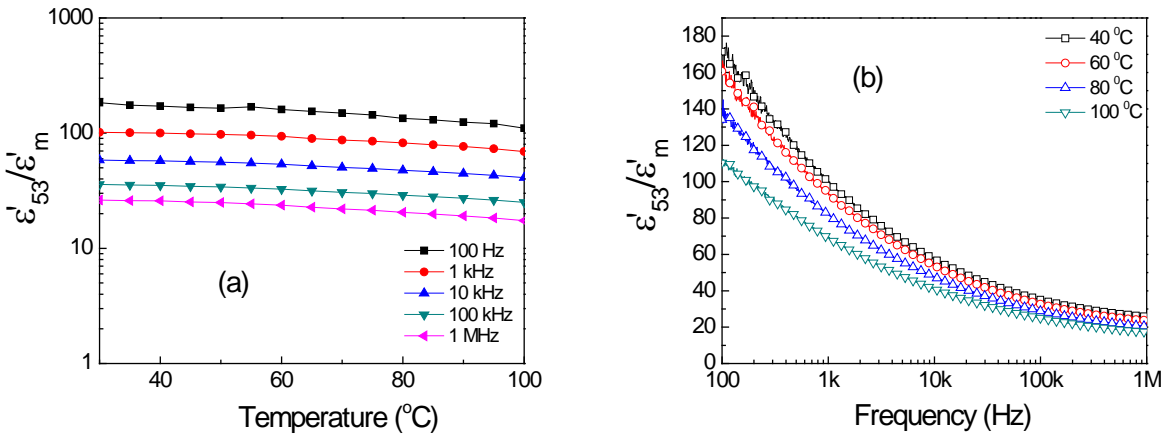 1000
100
10
1
ε'53/ε'm
40
60
80
100
Temperature (°C)
(a)
100 Hz
1 kHz
10 kHz
100 kHz
1 MHz
180
160
140
120
100
80
60
40
20
0
ε'53/ε'm
100
1k
10k
100k
1M
Frequency (Hz)
(b)
40 °C
60 °C
80 °C
100 °C